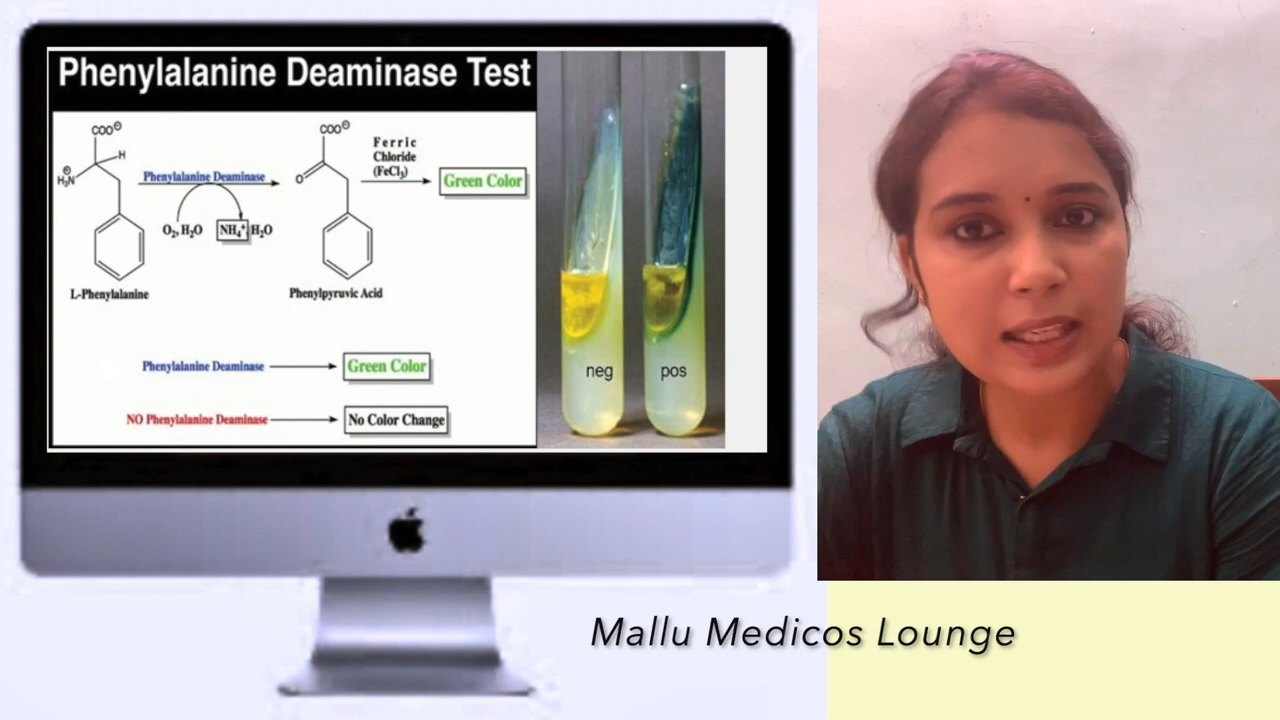 Phenylalanine Deaminase Test
COO⊖
H
⊕
H₃N
Phenylalanine Deaminase
O₂, H₂O
NH₄⁺
H₂O
L-Phenylalanine
COO⊖
O
Phenylpyruvic Acid
Ferric
Chloride
(FeCl₃)
Green Color
Phenylalanine Deaminase
Green Color
NO Phenylalanine Deaminase
No Color Change
neg
pos
Mallu Medicos Lounge